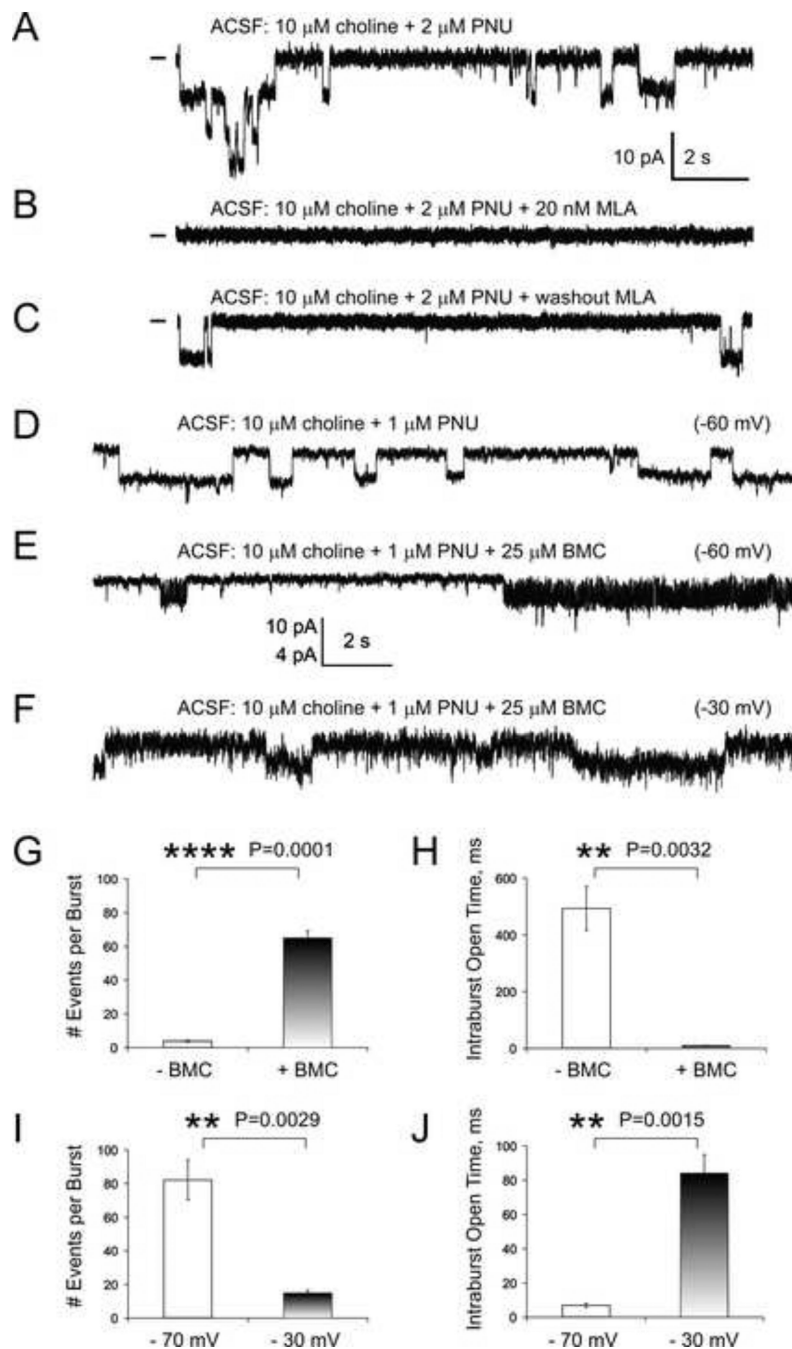 A
ACSF: 10 μM choline + 2 μM PNU
10 pA
2 s
B
ACSF: 10 μM choline + 2 μM PNU + 20 nM MLA
C
ACSF: 10 μM choline + 2 μM PNU + washout MLA
D
ACSF: 10 μM choline + 1 μM PNU (-60 mV)
E
ACSF: 10 μM choline + 1 μM PNU + 25 μM BMC (-60 mV)
10 pA
4 pA
2 s
F
ACSF: 10 μM choline + 1 μM PNU + 25 μM BMC (-30 mV)
G
**** P=0.0001
# Events per Burst
100
80
60
40
20
0
- BMC
+ BMC
H
** P=0.0032
Intraburst Open Time, ms
600
400
200
0
- BMC
+ BMC
I
** P=0.0029
# Events per Burst
100
80
60
40
20
0
- 70 mV
- 30 mV
J
** P=0.0015
Intraburst Open Time, ms
100
80
60
40
20
0
- 70 mV
- 30 mV